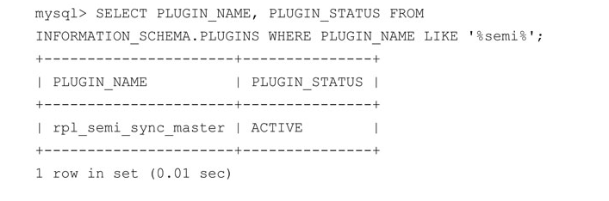 mysql> SELECT PLUGIN_NAME, PLUGIN_STATUS FROM
INFORMATION_SCHEMA.PLUGINS WHERE PLUGIN_NAME LIKE '%semi%';
+----------------------+---------------+
| PLUGIN_NAME          | PLUGIN_STATUS |
+----------------------+---------------+
| rpl_semi_sync_master | ACTIVE        |
+----------------------+---------------+
1 row in set (0.01 sec)